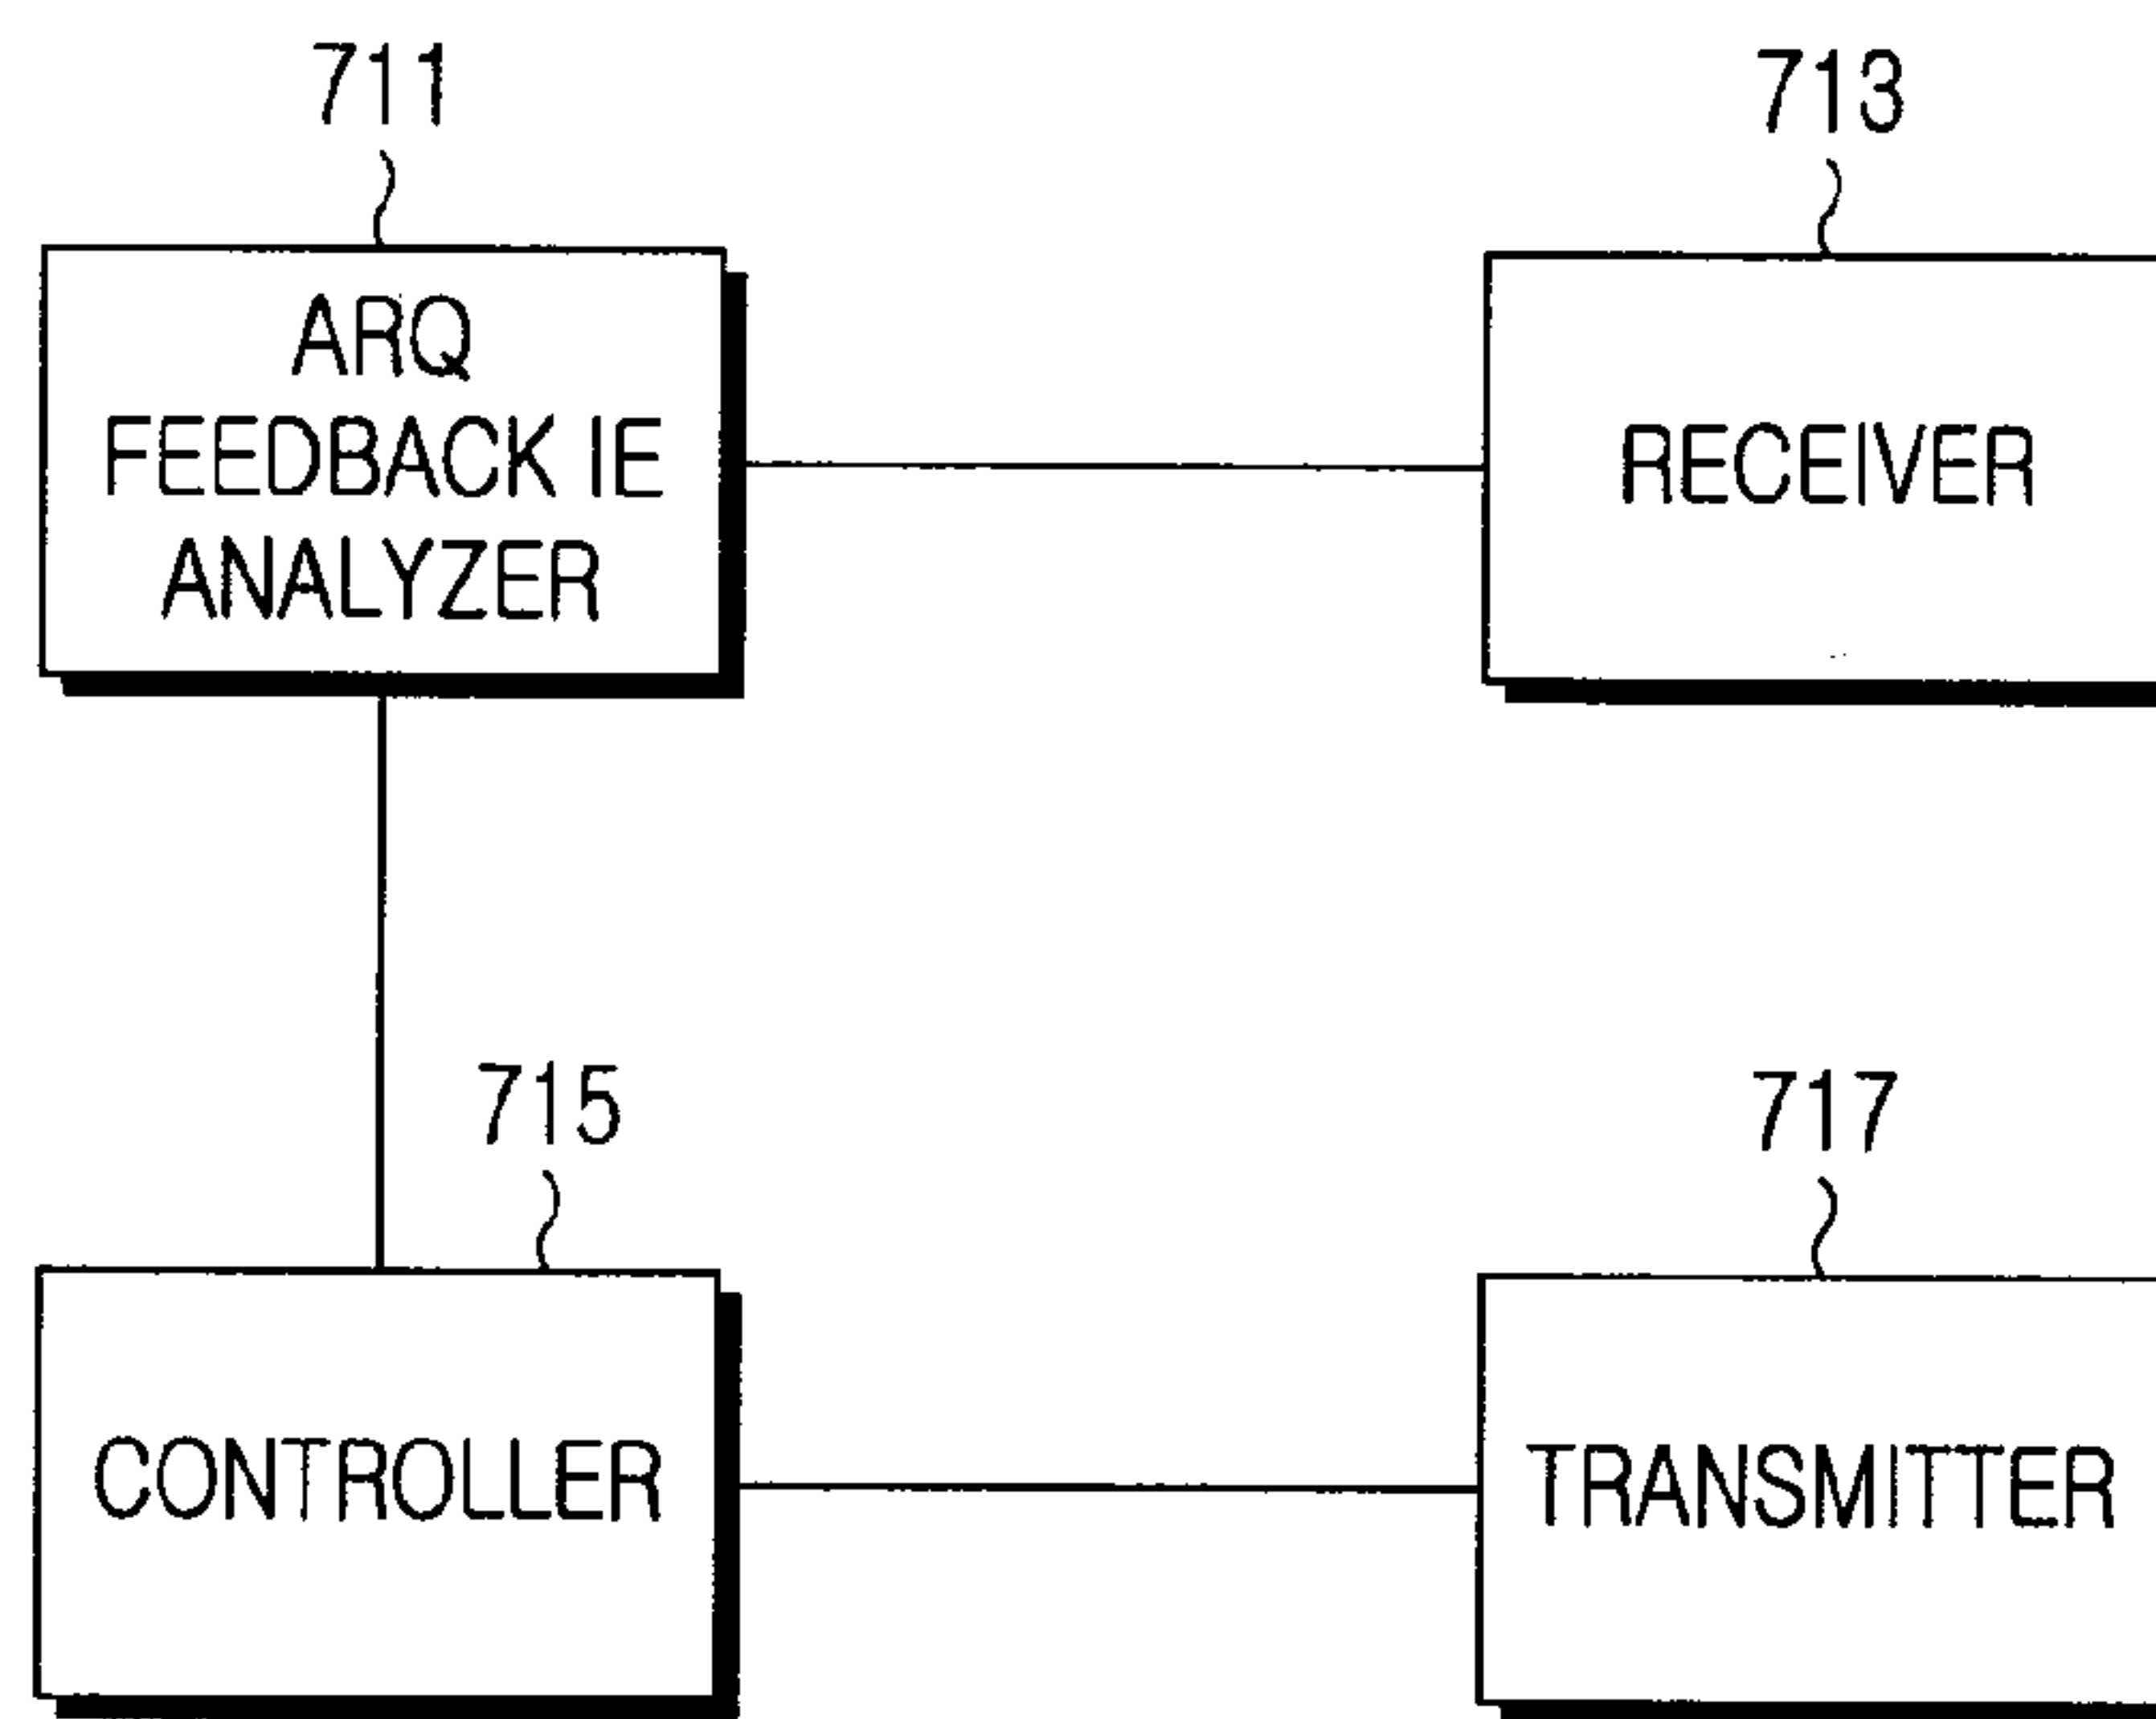 711
713
ARQ
FEEDBACK IE
ANALYZER
RECEIVER
715
717
CONTROLLER
TRANSMITTER